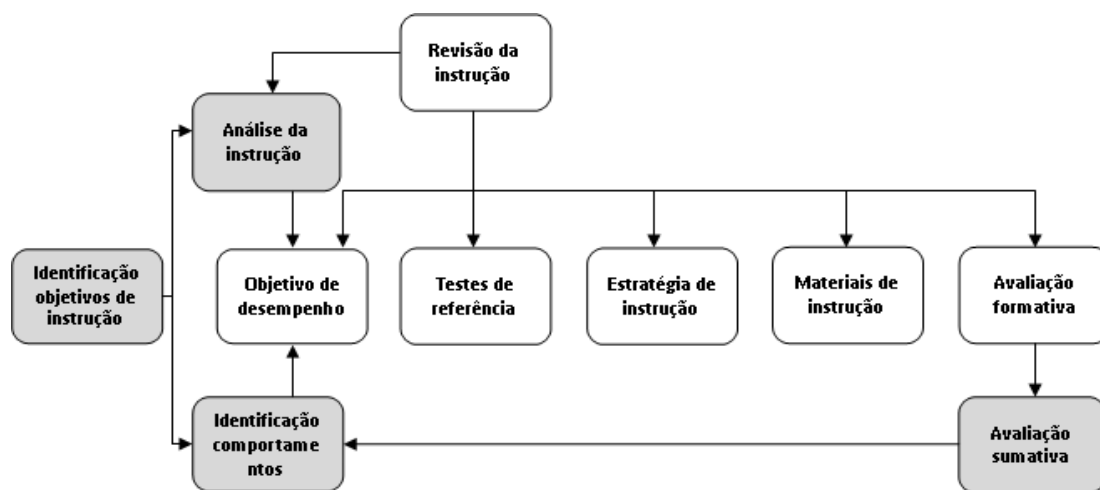 Revisão da
instrução
Análise da
instrução
Identificação
objetivos de
instrução
Objetivo de
desempenho
Testes de
referência
Estratégia de
instrução
Materiais de
instrução
Avaliação
formativa
Identificação
comportame
ntos
Avaliação
sumativa